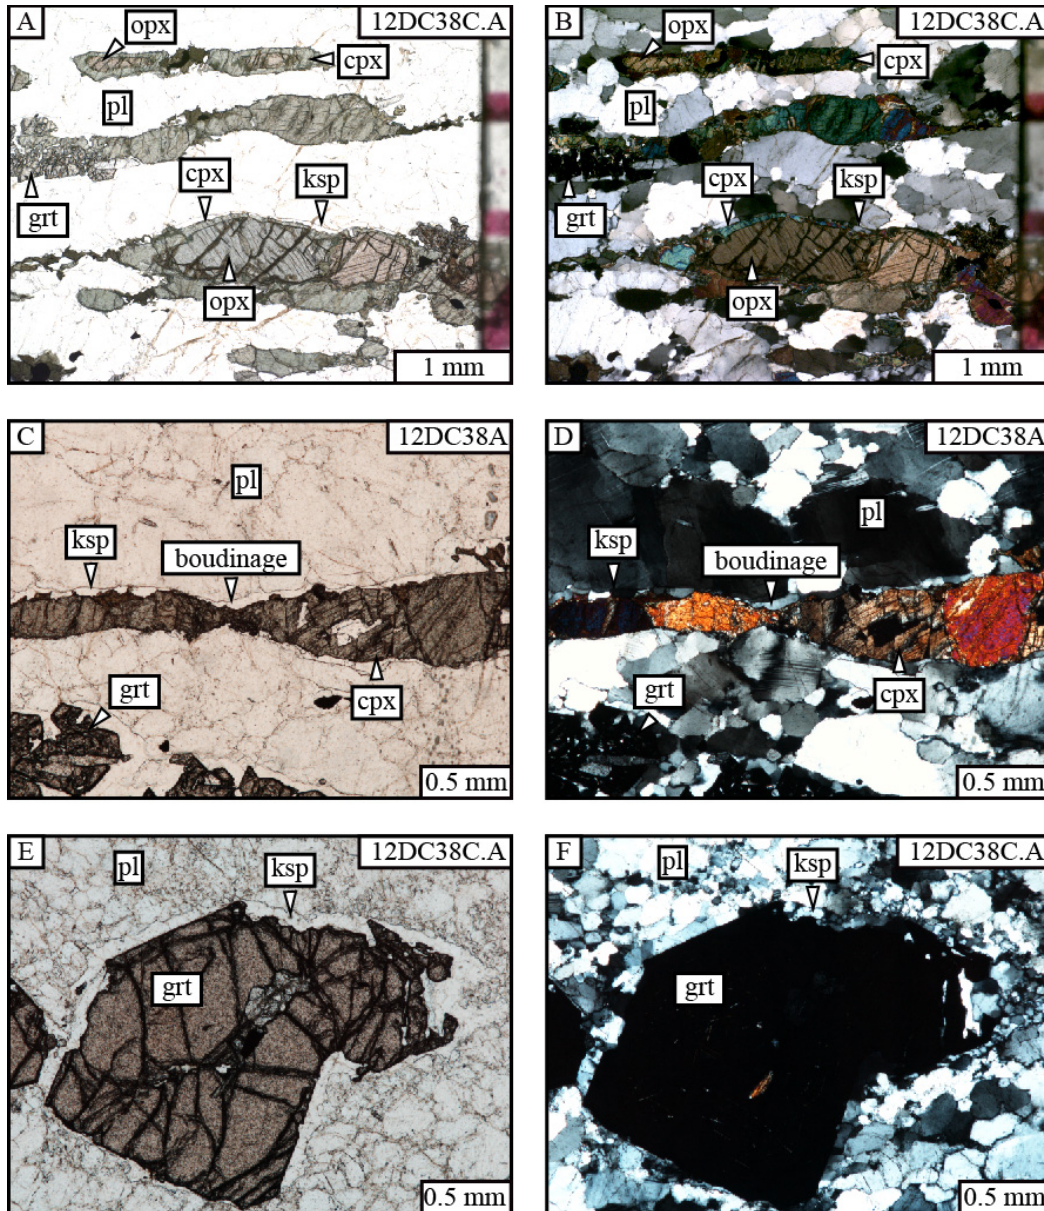 A
12DC38C.A
opx
cpx
pl
cpx
ksp
grt
opx
1 mm
B
12DC38C.A
opx
cpx
pl
cpx
ksp
grt
opx
1 mm
C
12DC38A
pl
ksp
boudinage
grt
cpx
0.5 mm
D
12DC38A
pl
ksp
boudinage
grt
cpx
0.5 mm
E
12DC38C.A
pl
ksp
grt
0.5 mm
F
12DC38C.A
pl
ksp
grt
0.5 mm